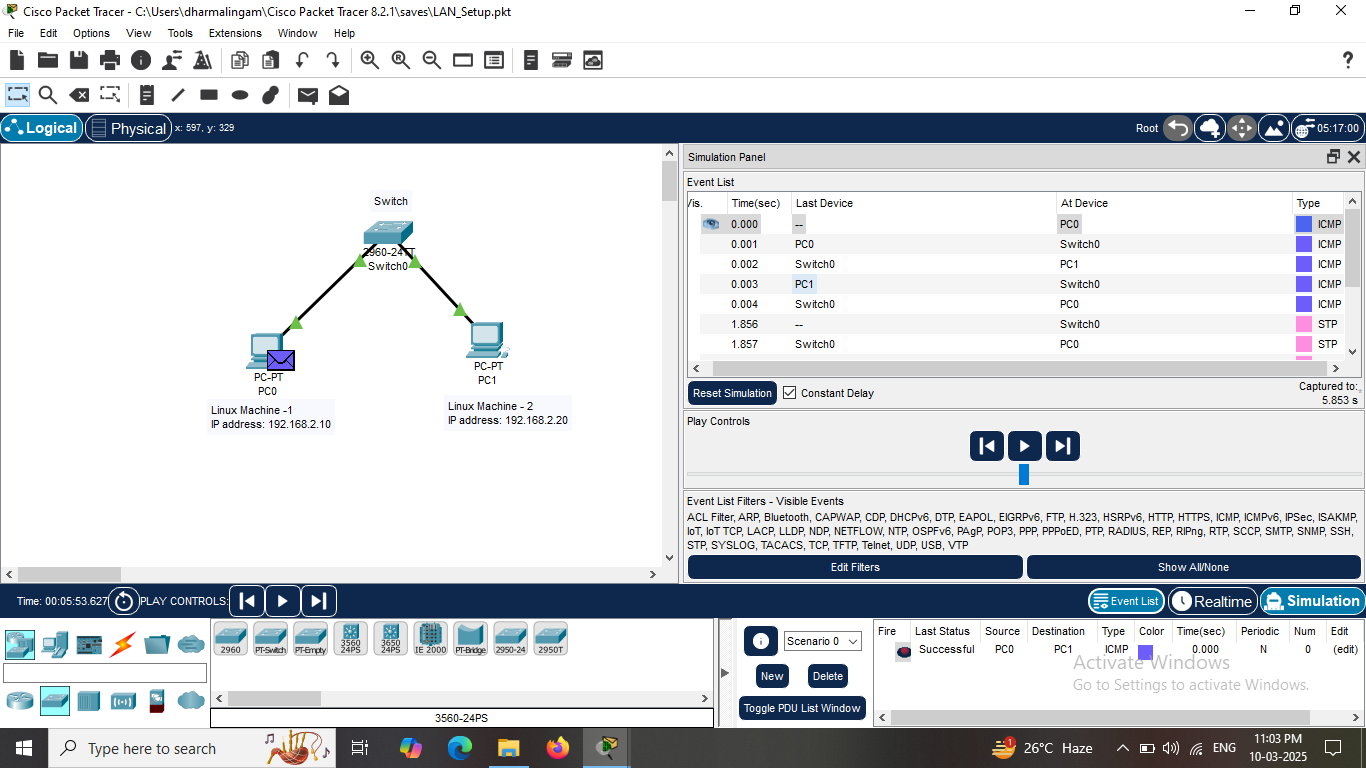 Cisco Packet Tracer - C:\Users\dharmalingam\Cisco Packet Tracer 8.2.1\saves\LAN_Setup.pkt
File Edit Options View Tools Extensions Window Help
Logical Physical x: 597, y: 329 Root 05:17:00
Switch
2960-24TT
Switch0
PC-PT
PC0
PC-PT
PC1
Linux Machine -1
IP address: 192.168.2.10
Linux Machine - 2
IP address: 192.168.2.20
Simulation Panel
Event List
Vis. Time(sec) Last Device At Device Type
0.000 -- PC0 ICMP
0.001 PC0 Switch0 ICMP
0.002 Switch0 PC1 ICMP
0.003 PC1 Switch0 ICMP
0.004 Switch0 PC0 ICMP
1.856 -- Switch0 STP
1.857 Switch0 PC0 STP
Reset Simulation Constant Delay Captured to:
5.853 s
Play Controls
Event List Filters - Visible Events
ACL Filter, ARP, Bluetooth, CAPWAP, CDP, DHCPv6, DTP, EAPOL, EIGRPv6, FTP, H.323, HSRPv6, HTTP, HTTPS, ICMP, ICMPv6, IPSec, ISAKMP,
IoT, IoT TCP, LACP, LLDP, NDP, NETFLOW, NTP, OSPFv6, PAgP, POP3, PPP, PPPoED, PTP, RADIUS, REP, RIPng, RTP, SCCP, SMTP, SNMP, SSH,
STP, SYSLOG, TACACS, TCP, TFTP, Telnet, UDP, USB, VTP
Edit Filters Show All/None
Time: 00:05:53.627 PLAY CONTROLS: Event List Realtime Simulation
2960 PT-Switch PT-Empty 3560 24PS 3650 24PS IE 2000 PT-Bridge 2950-24 2950T
3560-24PS
Scenario 0
New Delete
Toggle PDU List Window
Fire Last Status Source Destination Type Color Time(sec) Periodic Num Edit
Successful PC0 PC1 ICMP 0.000 N 0 (edit)
Activate Windows
Go to Settings to activate Windows.
Type here to search
1 26°C Haze ENG 11:03 PM
10-03-2025